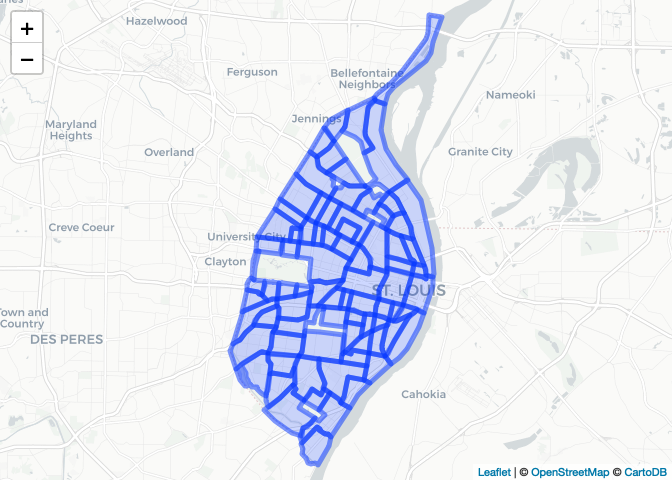 Hazelwood
+
−
Ferguson
Bellefontaine
Neighbors
Nameoki
Jennings
Maryland
Heights
Overland
Granite City
Creve Coeur
University City
Clayton
ST. LOUIS
Town and
Country
DES PERES
Cahokia
Leaflet | © OpenStreetMap © CartoDB